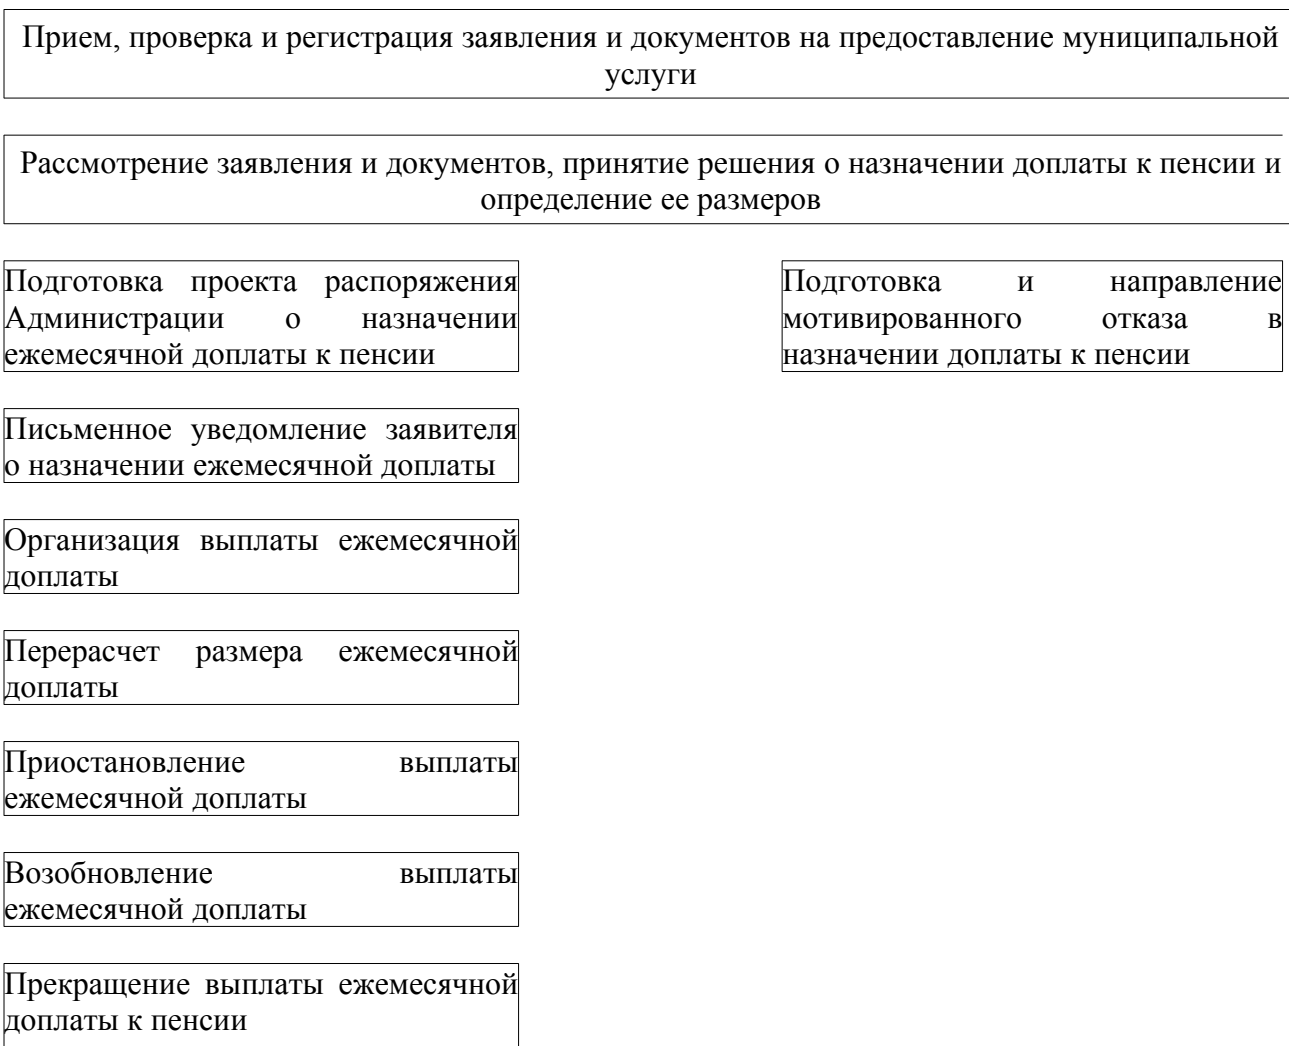 Прием, проверка и регистрация заявления и документов на предоставление муниципальной
услуги
Рассмотрение заявления и документов, принятие решения о назначении доплаты к пенсии и
определение ее размеров
Подготовка проекта распоряжения
Администрации о назначении
ежемесячной доплаты к пенсии
Подготовка и направление
мотивированного отказа в
назначении доплаты к пенсии
Письменное уведомление заявителя
о назначении ежемесячной доплаты
Организация выплаты ежемесячной
доплаты
Перерасчет размера ежемесячной
доплаты
Приостановление выплаты
ежемесячной доплаты
Возобновление выплаты
ежемесячной доплаты
Прекращение выплаты ежемесячной
доплаты к пенсии